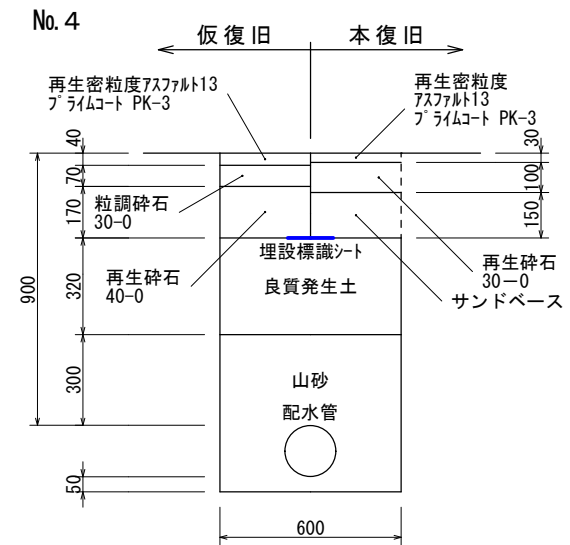 No. 4
仮復旧 本復旧
再生密粒度アスファルト13
プライムコート PK-3
再生密粒度
アスファルト13
プライムコート PK-3
40
70
170
320
300
50
900
30
100
150
粒調砕石
30-0
再生砕石
40-0
埋設標識シート
良質発生土
再生砕石
30-0
サンドベース
山砂
配水管
600